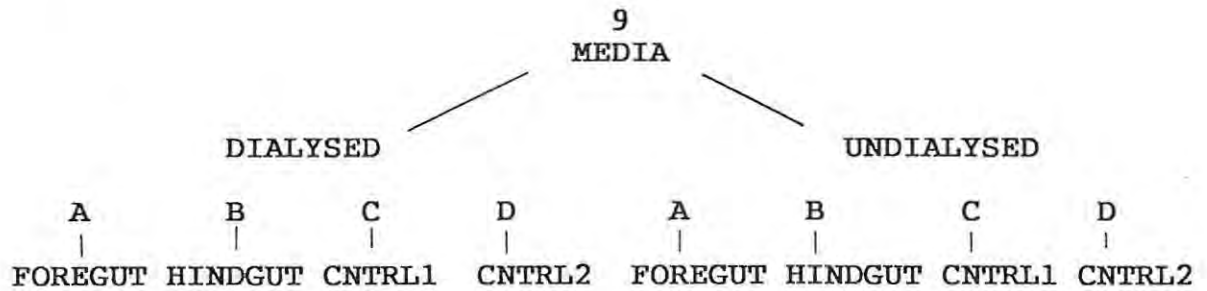 9
MEDIA
DIALYSED UNDIALYSED
A B C D A B C D
FOREGUT HINDGUT CNTRL1 CNTRL2 FOREGUT HINDGUT CNTRL1 CNTRL2